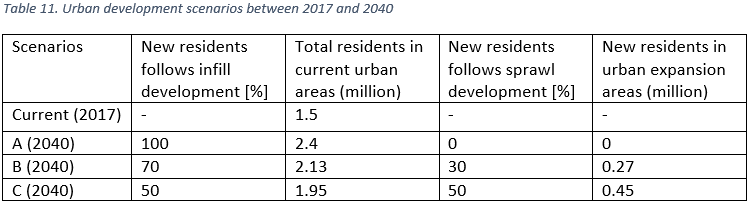 Table 11. Urban development scenarios between 2017 and 2040
Scenarios New residents follows infill development [%] Total residents in current urban areas (million) New residents follows sprawl development [%] New residents in urban expansion areas (million)
Current (2017) - 1.5 - -
A (2040) 100 2.4 0 0
B (2040) 70 2.13 30 0.27
C (2040) 50 1.95 50 0.45